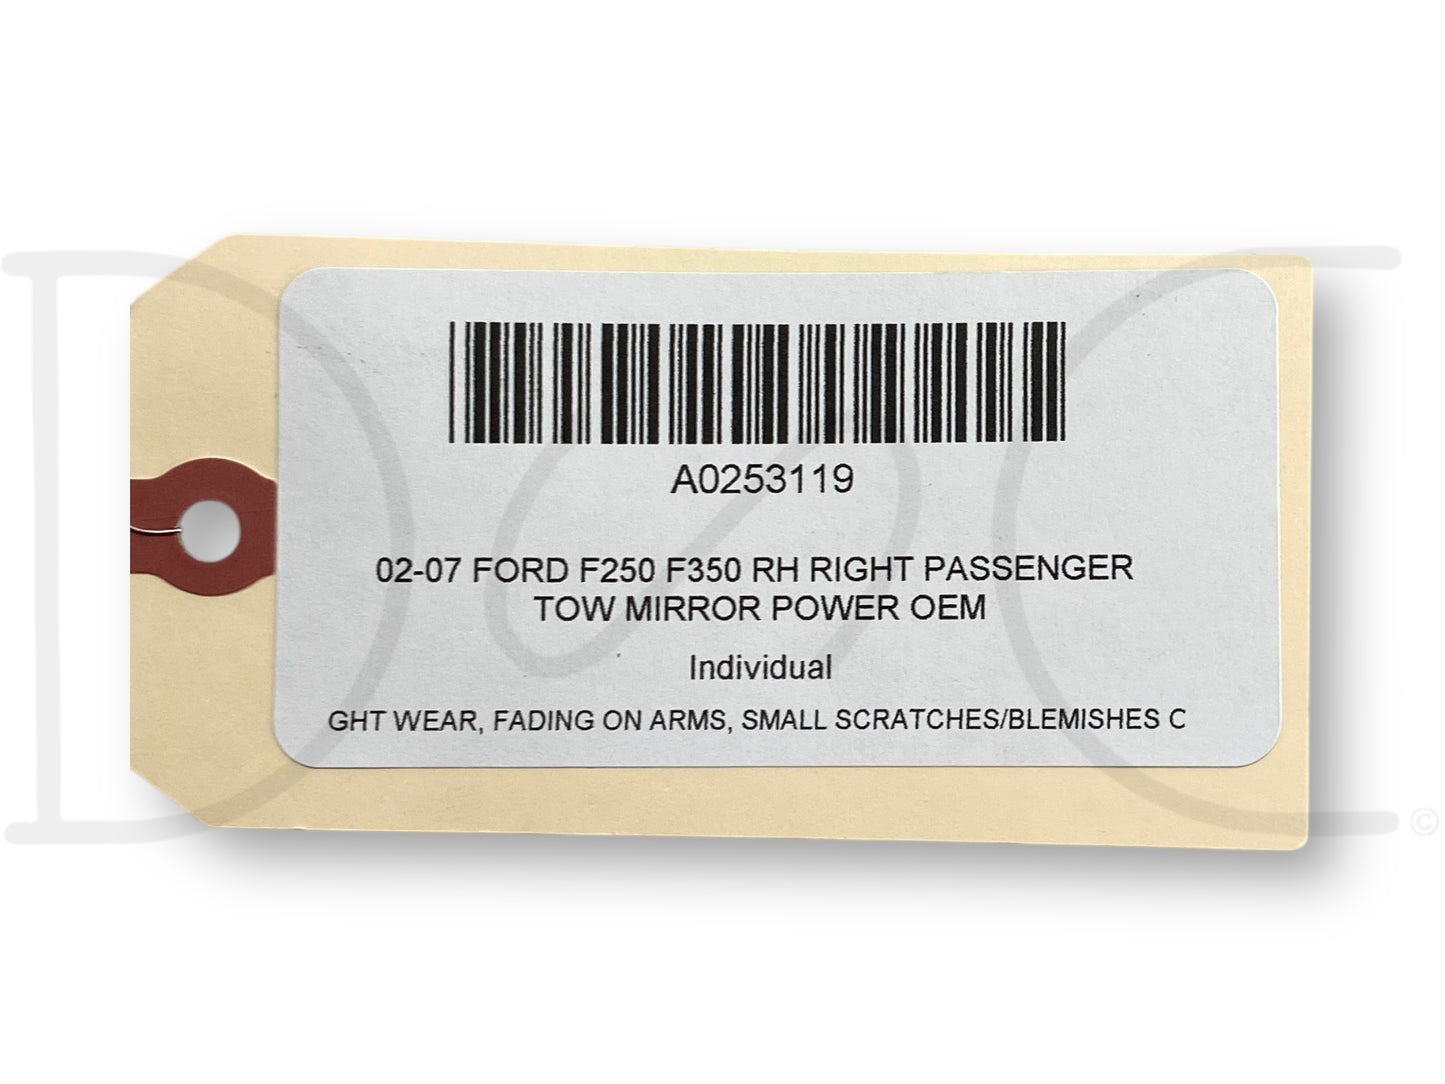 A0253119
02-07 FORD F250 F350 RH RIGHT PASSENGER
TOW MIRROR POWER OEM
Individual
GHT WEAR, FADING ON ARMS, SMALL SCRATCHES/BLEMISHES C
D C ©